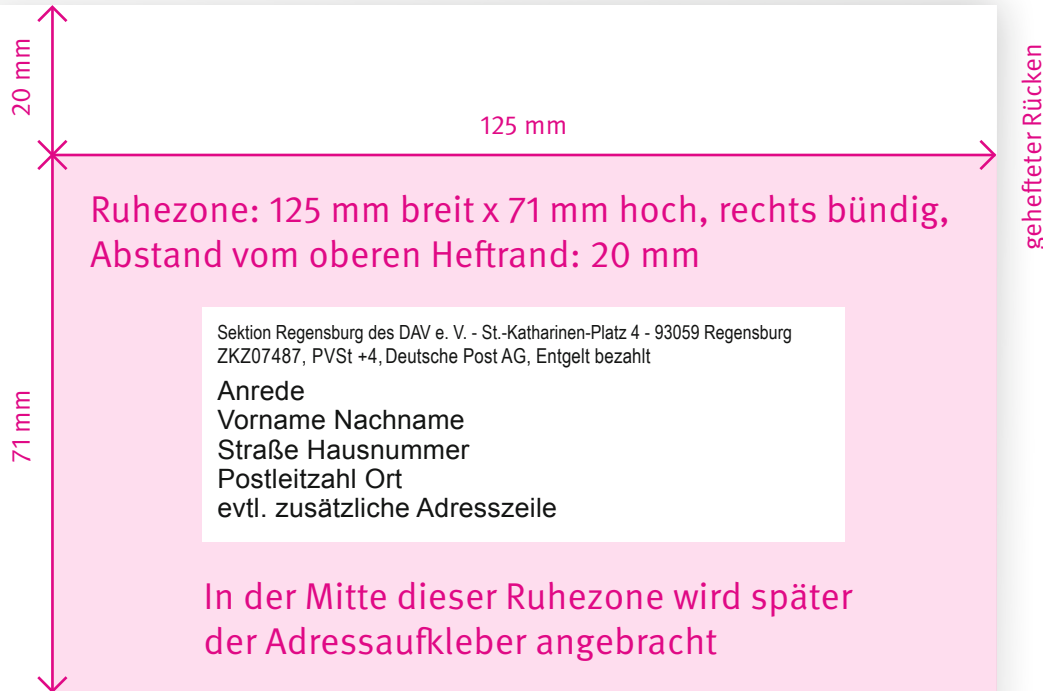 20 mm
125 mm
gehefteter Rücken
Ruhezone: 125 mm breit x 71 mm hoch, rechts bündig,
Abstand vom oberen Heftrand: 20 mm
Sektion Regensburg des DAV e. V. - St.-Katharinen-Platz 4 - 93059 Regensburg
ZKZ07487, PVSt +4, Deutsche Post AG, Entgelt bezahlt
Anrede
Vorname Nachname
Straße Hausnummer
Postleitzahl Ort
evtl. zusätzliche Adresszeile
71 mm
In der Mitte dieser Ruhezone wird später
der Adressaufkleber angebracht